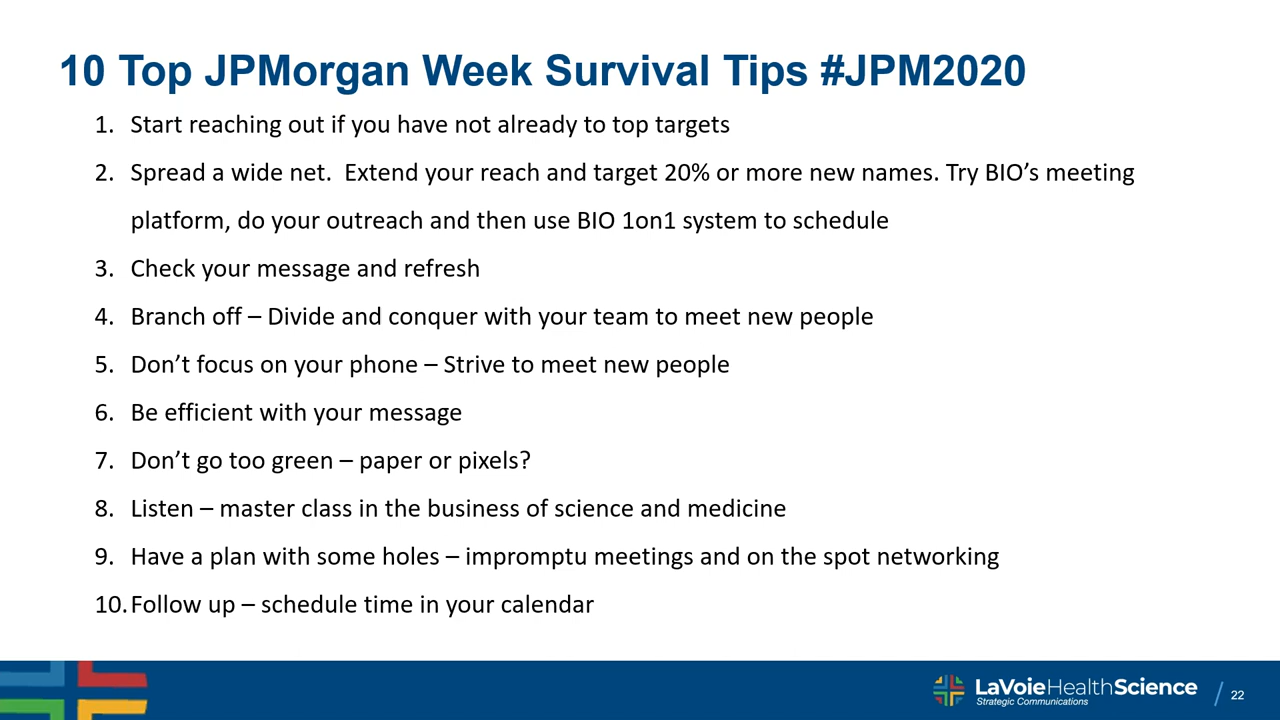 10 Top JPMorgan Week Survival Tips #JPM2020
1. Start reaching out if you have not already to top targets
2. Spread a wide net.  Extend your reach and target 20% or more new names. Try BIO’s meeting
platform, do your outreach and then use BIO 1on1 system to schedule
3. Check your message and refresh
4. Branch off – Divide and conquer with your team to meet new people
5. Don’t focus on your phone – Strive to meet new people
6. Be efficient with your message
7. Don’t go too green – paper or pixels?
8. Listen – master class in the business of science and medicine
9. Have a plan with some holes – impromptu meetings and on the spot networking
10. Follow up – schedule time in your calendar
LaVoieHealthScience
Strategic Communications
/ 22